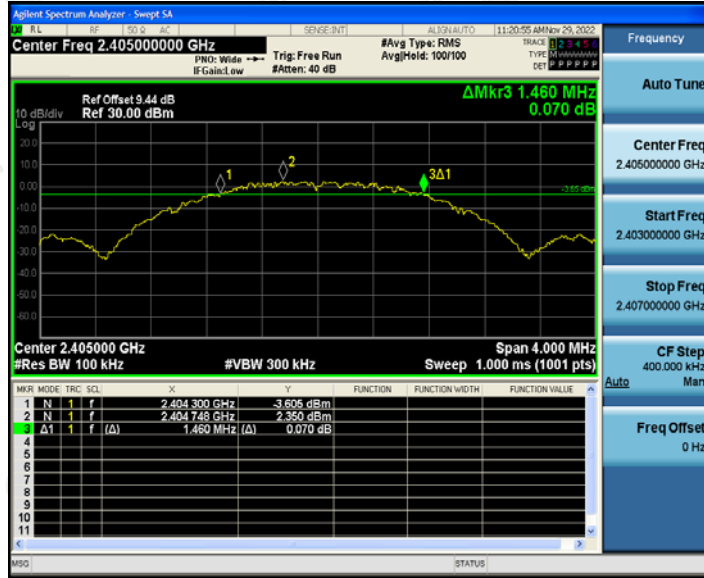 Agilent Spectrum Analyzer - Swept SA
RL RF 50 Ω AC SENSE:INT ALIGN AUTO 11:20:55 AM Nov 29, 2022
Center Freq 2.405000000 GHz
PNO: Wide
IFGain:Low
Trig: Free Run
#Atten: 40 dB
#Avg Type: RMS
Avg|Hold: 100/100
TRACE 1 2 3 4 5 6
TYPE M
DET P P P P P P
Ref Offset 9.44 dB
Ref 30.00 dBm
10 dB/div
Log
ΔMkr3 1.460 MHz
0.070 dB
20.0
10.0
0.00
-10.0
-20.0
-30.0
-40.0
-50.0
-60.0
1
2
3Δ1
-3.65 dBm
Center 2.405000 GHz Span 4.000 MHz
#Res BW 100 kHz #VBW 300 kHz Sweep 1.000 ms (1001 pts)
MKR MODE TRC SCL X Y FUNCTION FUNCTION WIDTH FUNCTION VALUE
1 N 1 f 2.404 300 GHz -3.605 dBm
2 N 1 f 2.404 748 GHz 2.350 dBm
3 Δ1 1 f (Δ) 1.460 MHz (Δ) 0.070 dB
4
5
6
7
8
9
10
11
MSG STATUS
Frequency
Auto Tune
Center Freq
2.405000000 GHz
Start Freq
2.403000000 GHz
Stop Freq
2.407000000 GHz
CF Step
400.000 kHz
Auto Man
Freq Offset
0 Hz